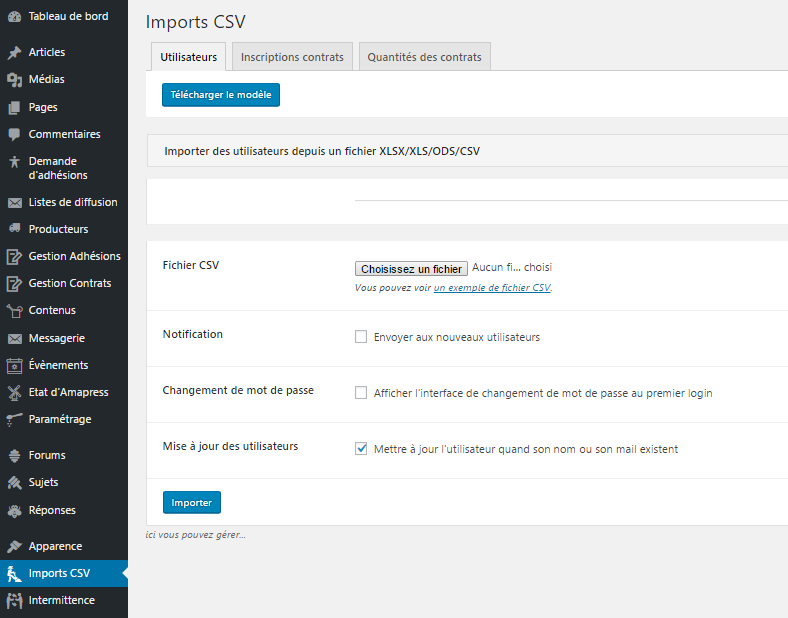 Tableau de bord
Articles
Médias
Pages
Commentaires
Demande
d'adhésions
Listes de diffusion
Producteurs
Gestion Adhésions
Gestion Contrats
Contenus
Messagerie
Évènements
Etat d'Amapress
Paramétrage
Forums
Sujets
Réponses
Apparence
Imports CSV
Intermittence
Imports CSV
Utilisateurs Inscriptions contrats Quantités des contrats
Télécharger le modèle
Importer des utilisateurs depuis un fichier XLSX/XLS/ODS/CSV
Fichier CSV Choisissez un fichier Aucun fi... choisi
Vous pouvez voir un exemple de fichier CSV.
Notification Envoyer aux nouveaux utilisateurs
Changement de mot de passe Afficher l'interface de changement de mot de passe au premier login
Mise à jour des utilisateurs Mettre à jour l'utilisateur quand son nom ou son mail existent
Importer
ici vous pouvez gérer...